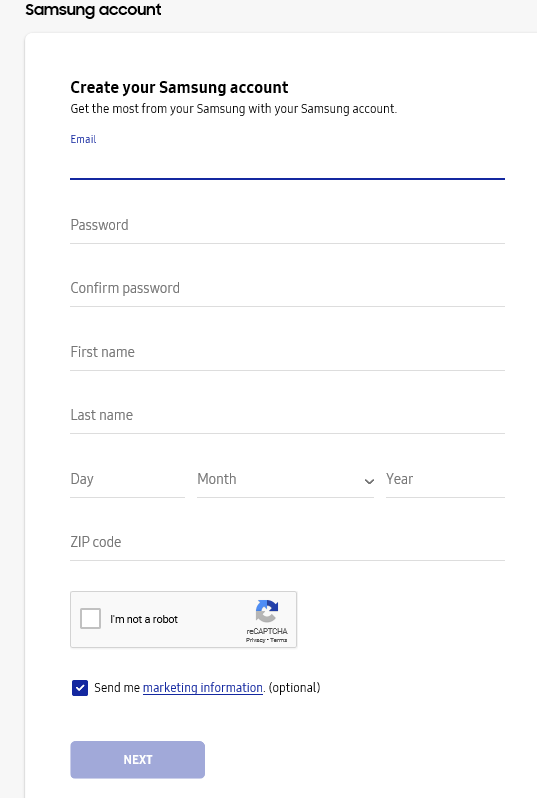 Samsung account
Create your Samsung account
Get the most from your Samsung with your Samsung account.
Email
Password
Confirm password
First name
Last name
Day Month Year
ZIP code
I'm not a robot
reCAPTCHA
Privacy - Terms
Send me marketing information. (optional)
NEXT